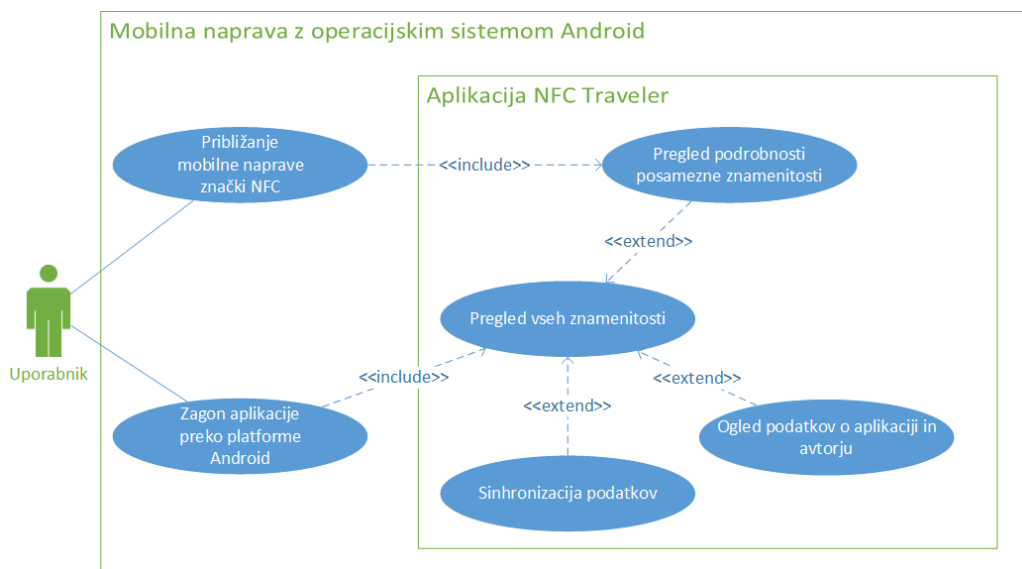 Mobilna naprava z operacijskim sistemom Android
Aplikacija NFC Traveler
Približanje
mobilne naprave
znački NFC
<<include>>
Pregled podrobnosti
posamezne znamenitosti
<<extend>>
Pregled vseh znamenitosti
Uporabnik
<<include>>
<<extend>>
<<extend>>
Zagon aplikacije
preko platforme
Android
Ogled podatkov o aplikaciji in
avtorju
Sinhronizacija podatkov